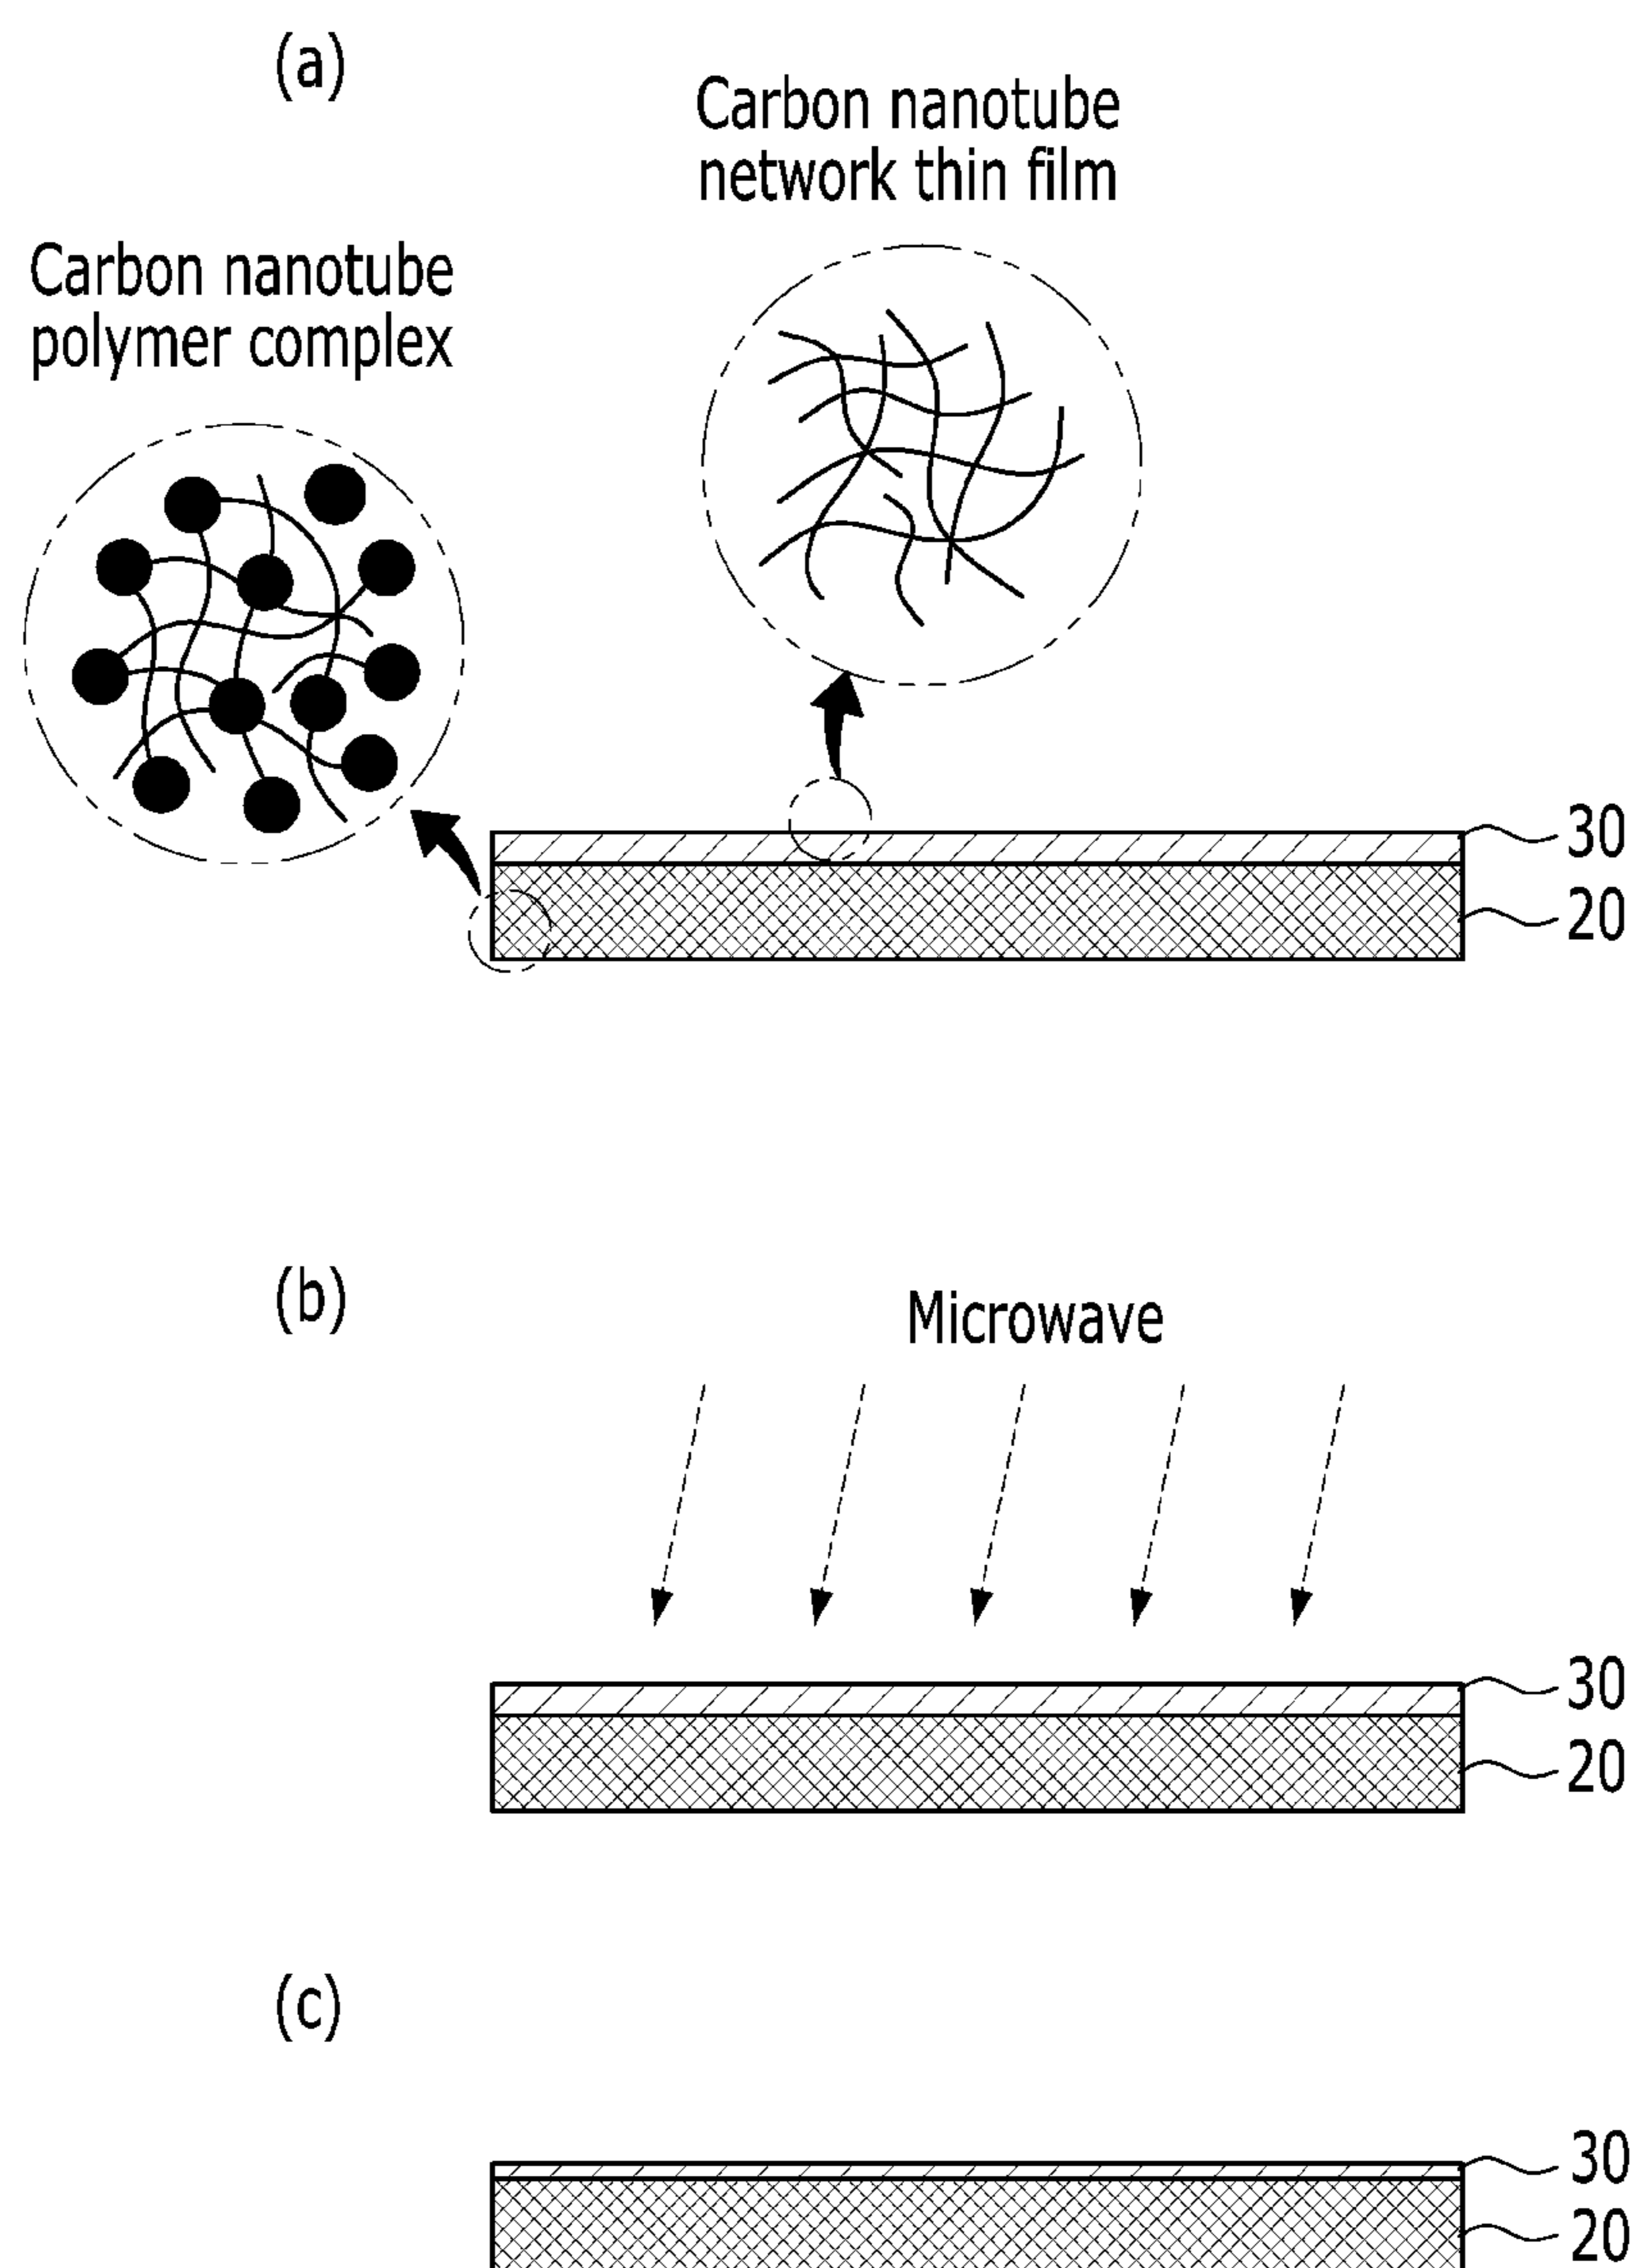 (a)
Carbon nanotube
network thin film
Carbon nanotube
polymer complex
30
20
(b)
Microwave
30
20
(c)
30
20